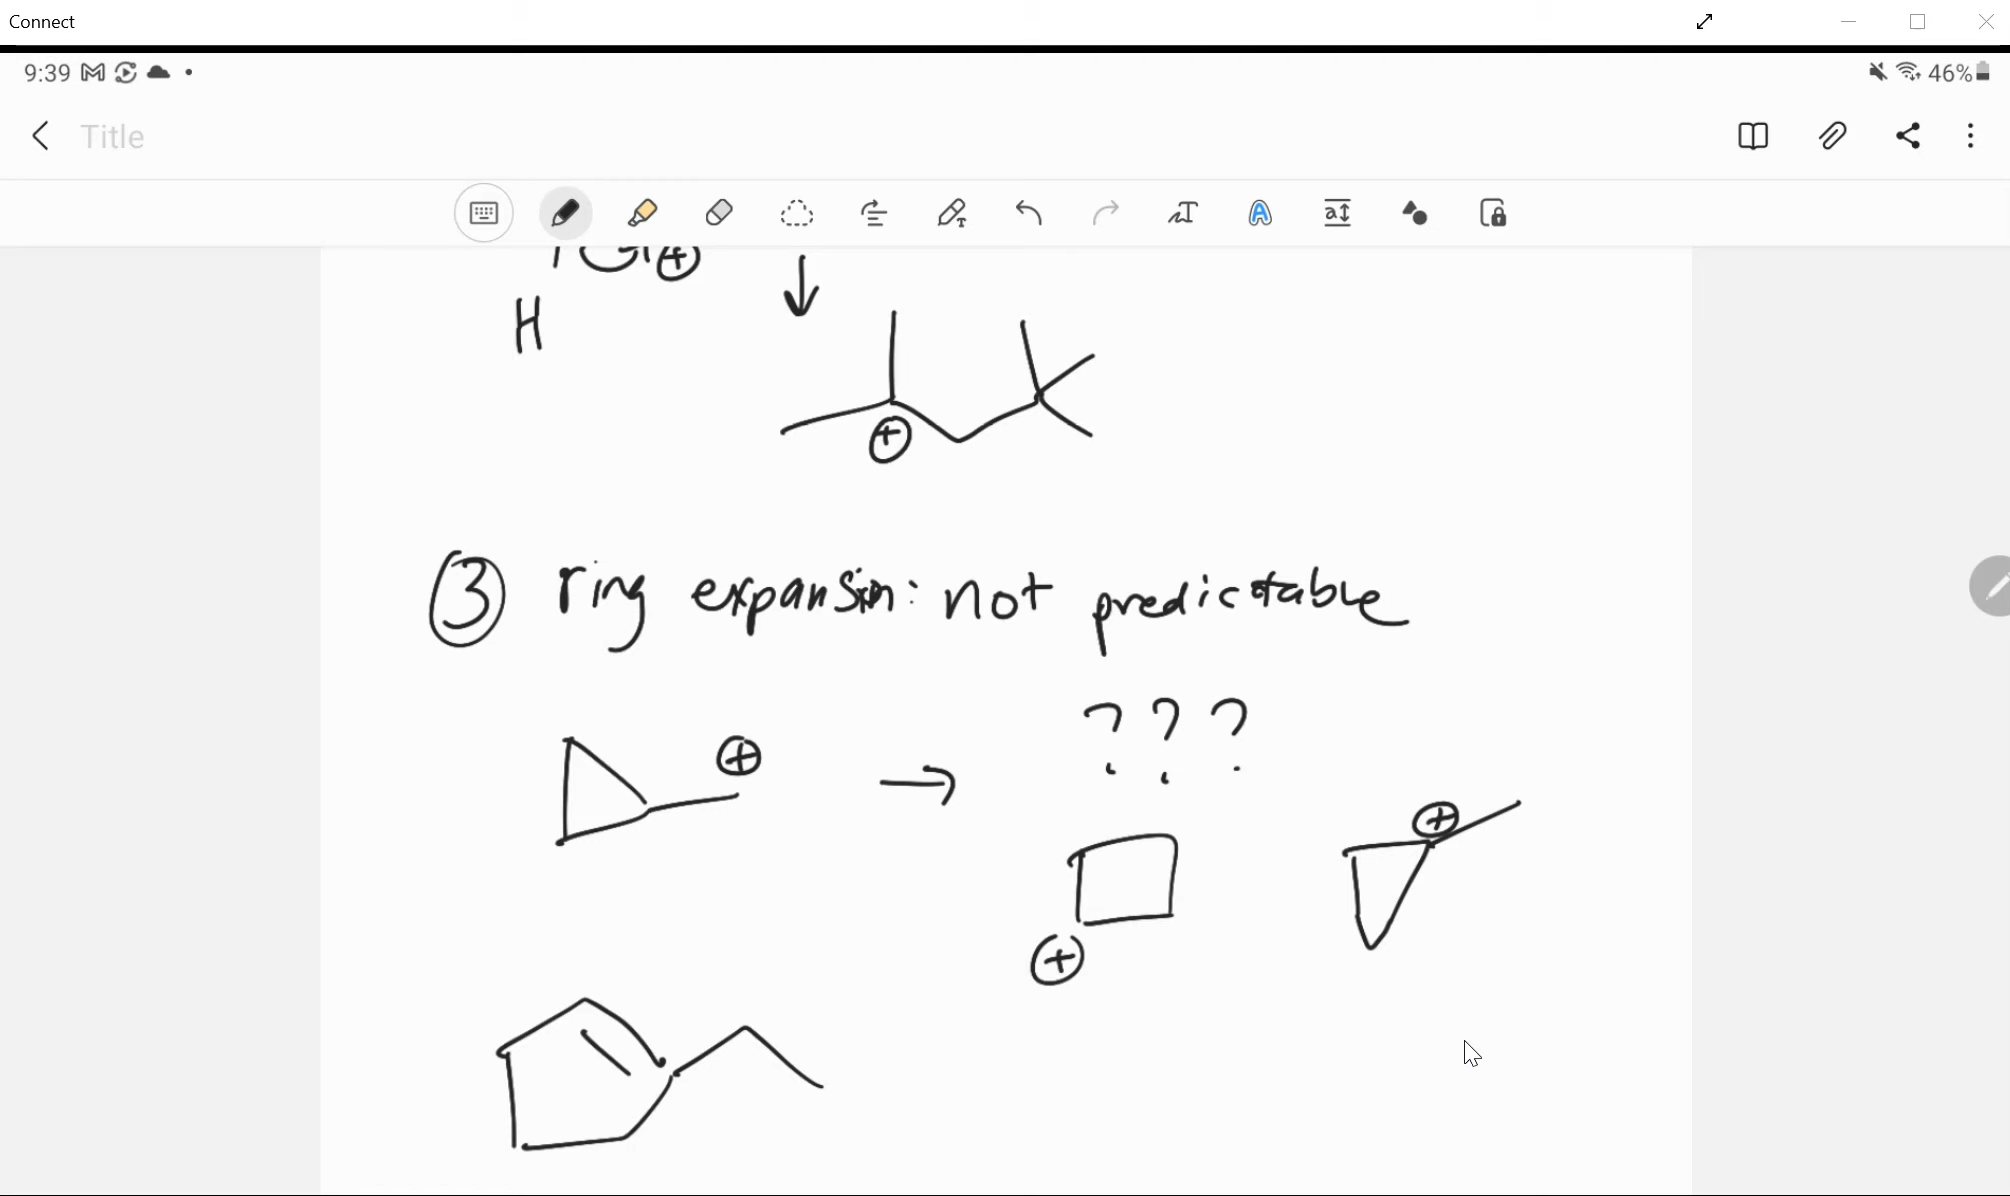 Connect
9:39 46%
Title
H
③ ring expansion: not predictable
???